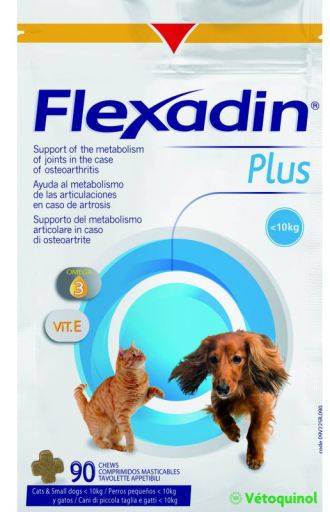 Flexadin®
Plus
Support of the metabolism
of joints in the case
of osteoarthritis
Ayuda al metabolismo
de las articulaciones
en caso de artrosis
Supporto del metabolismo
articolare in caso
di osteoartrite
<10kg
OMEGA
3
VIT.E
90 CHEWS
COMPRIMIDOS MASTICABLES
TAVOLETTE APPETIBILI
Cats & Small dogs < 10kg / Perros pequeños < 10kg
y gatos / Cani di piccola taglia e gatti < 10kg
Vétoquinol